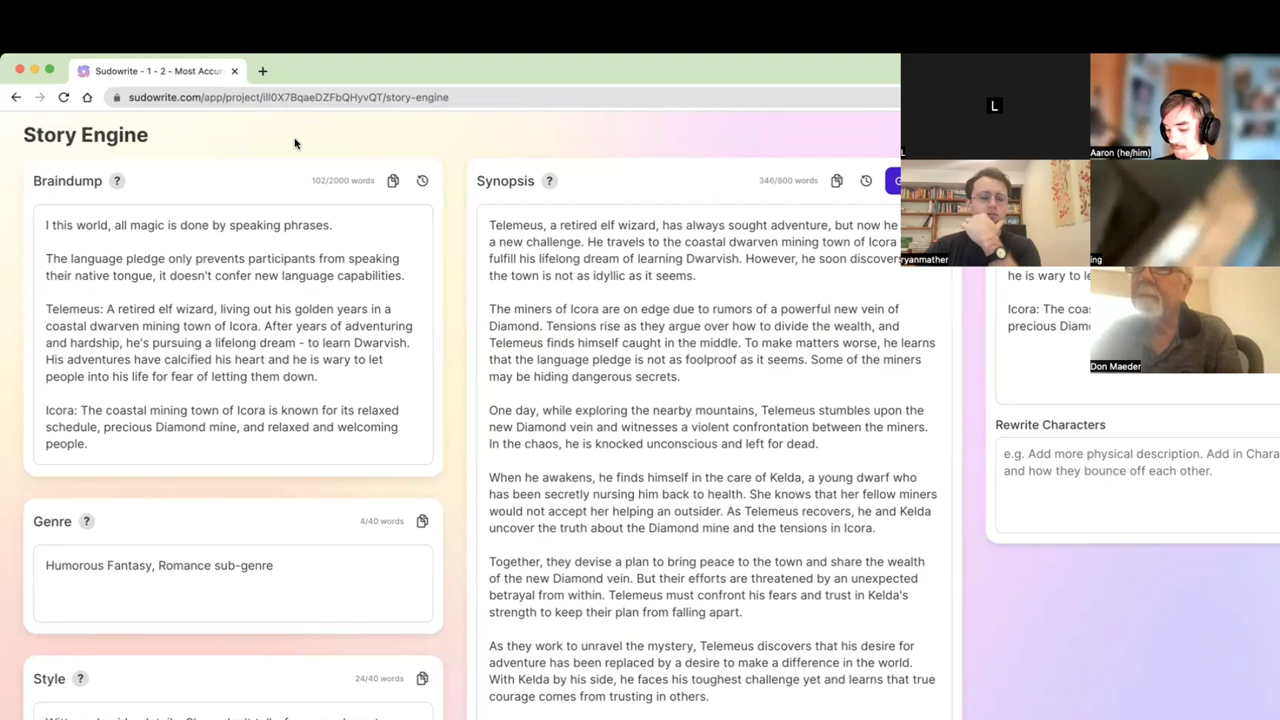 Sudowrite - 1 - 2 - Most Accur
sudowrite.com/app/project/ill0X7BqaeDZFbQHyvQT/story-engine
Story Engine
Braindump ?
102/2000 words
I this world, all magic is done by speaking phrases.
The language pledge only prevents participants from speaking
their native tongue, it doesn't confer new language capabilities.
Telemeus: A retired elf wizard, living out his golden years in a
coastal dwarven mining town of Icora. After years of adventuring
and hardship, he's pursuing a lifelong dream - to learn Dwarvish.
His adventures have calcified his heart and he is wary to let
people into his life for fear of letting them down.
Icora: The coastal mining town of Icora is known for its relaxed
schedule, precious Diamond mine, and relaxed and welcoming
people.
Genre ?
4/40 words
Humorous Fantasy, Romance sub-genre
Style ?
24/40 words
Synopsis ?
346/800 words
Telemeus, a retired elf wizard, has always sought adventure, but now he
a new challenge. He travels to the coastal dwarven mining town of Icora
fulfill his lifelong dream of learning Dwarvish. However, he soon discover
the town is not as idyllic as it seems.
The miners of Icora are on edge due to rumors of a powerful new vein of
Diamond. Tensions rise as they argue over how to divide the wealth, and
Telemeus finds himself caught in the middle. To make matters worse, he learns
that the language pledge is not as foolproof as it seems. Some of the miners
may be hiding dangerous secrets.
One day, while exploring the nearby mountains, Telemeus stumbles upon the
new Diamond vein and witnesses a violent confrontation between the miners.
In the chaos, he is knocked unconscious and left for dead.
When he awakens, he finds himself in the care of Kelda, a young dwarf who
has been secretly nursing him back to health. She knows that her fellow miners
would not accept her helping an outsider. As Telemeus recovers, he and Kelda
uncover the truth about the Diamond mine and the tensions in Icora.
Together, they devise a plan to bring peace to the town and share the wealth
of the new Diamond vein. But their efforts are threatened by an unexpected
betrayal from within. Telemeus must confront his fears and trust in Kelda's
strength to keep their plan from falling apart.
As they work to unravel the mystery, Telemeus discovers that his desire for
adventure has been replaced by a desire to make a difference in the world.
With Kelda by his side, he faces his toughest challenge yet and learns that true
courage comes from trusting in others.
he is wary to le
Icora: The coas
precious Diam
Rewrite Characters
e.g. Add more physical description. Add in Chara
and how they bounce off each other.
L
L
Aaron (he/him)
ryanmather
ing
Don Maeder